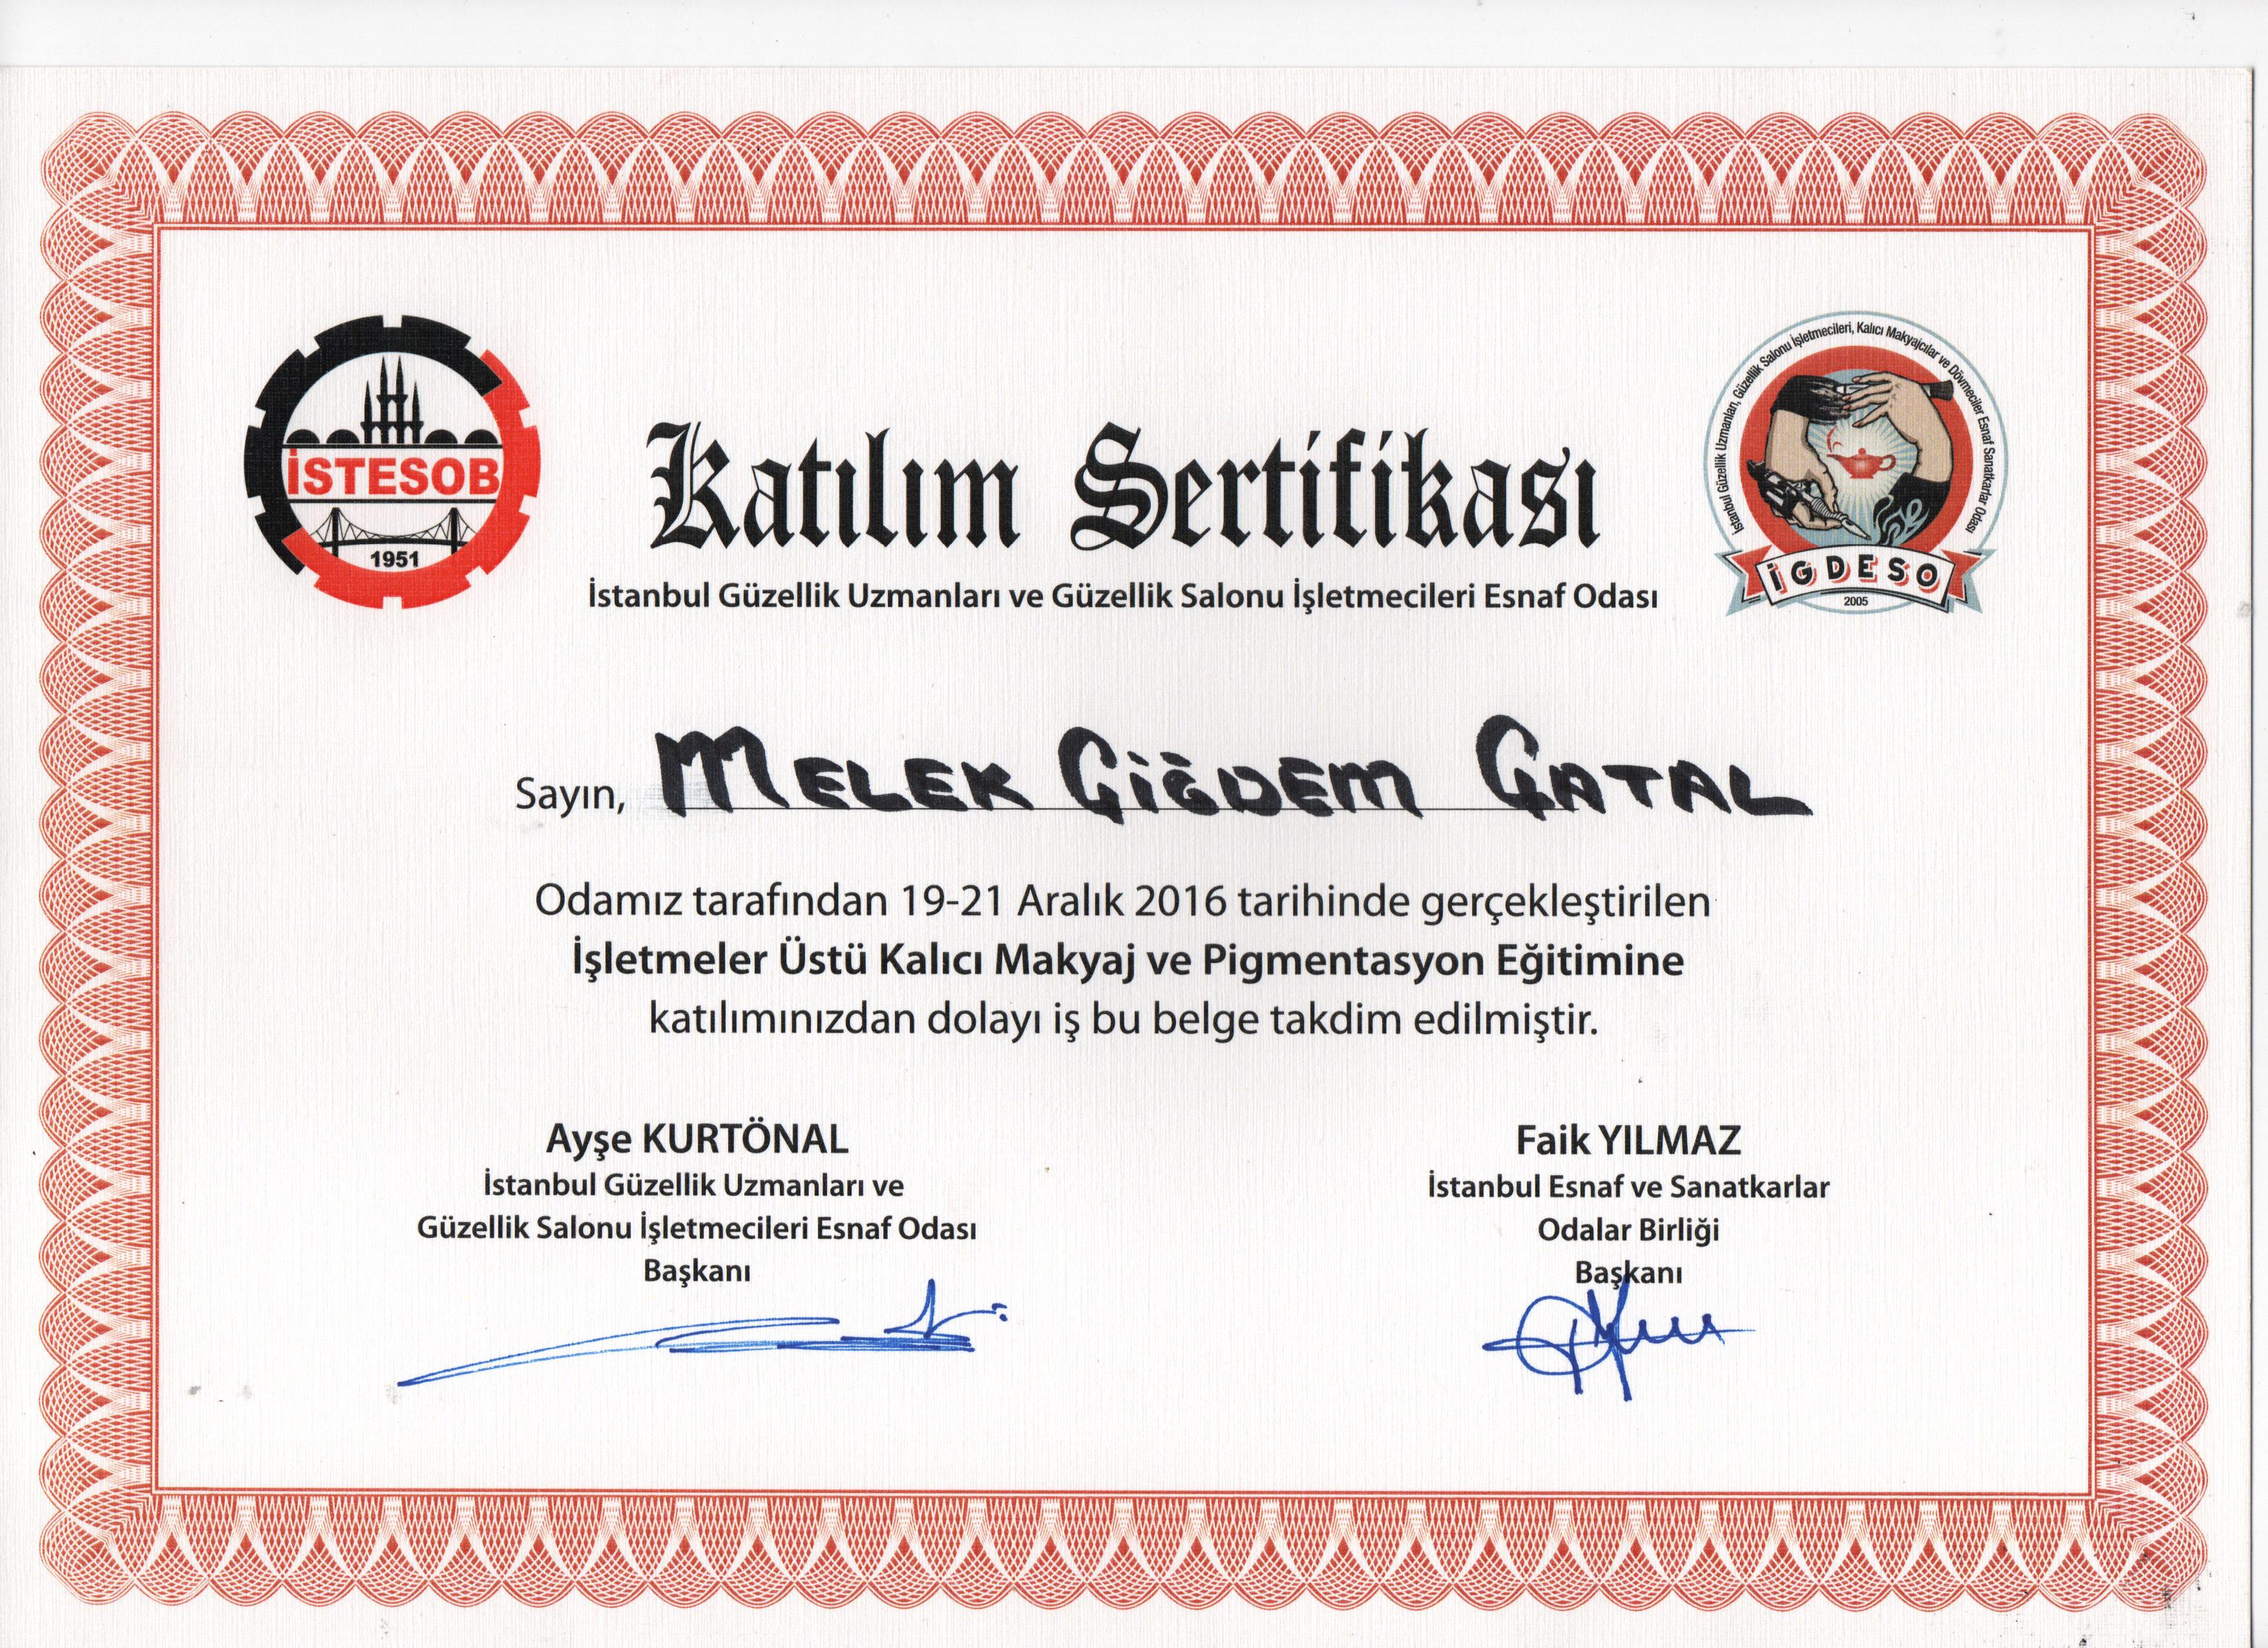 İSTESOB
1951
Katılım Sertifikası
İstanbul Güzellik Uzmanları ve Güzellik Salonu İşletmecileri Esnaf Odası
İstanbul Güzellik Uzmanları, Güzellik Salonu İşletmecileri, Kalıcı Makyajcılar ve Dövmeciler Esnaf Sanatkarlar Odası
İGDESO
2005
Sayın, MELEK ÇİĞDEM ÇATAL
Odamız tarafından 19-21 Aralık 2016 tarihinde gerçekleştirilen
İşletmeler Üstü Kalıcı Makyaj ve Pigmentasyon Eğitimine
katılımınızdan dolayı iş bu belge takdim edilmiştir.
Ayşe KURTÖNAL
İstanbul Güzellik Uzmanları ve
Güzellik Salonu İşletmecileri Esnaf Odası
Başkanı
Faik YILMAZ
İstanbul Esnaf ve Sanatkarlar
Odalar Birliği
Başkanı